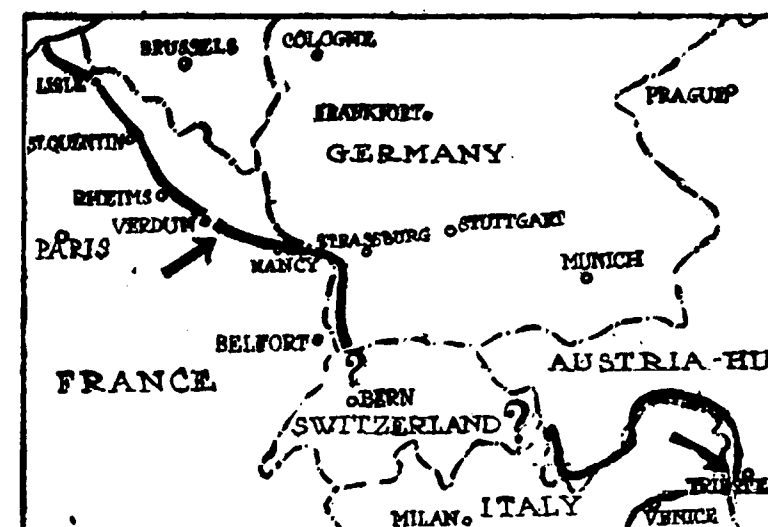 BRUSSELS
COLOGNE
LISLE
PRAGUE
FRANKFORT
ST. QUENTIN
GERMANY
RHEIMS
VERDUN
STRASSBURG
STUTTGART
PARIS
NANCY
MUNICH
BELFORT
?
AUSTRIA-HU
FRANCE
BERN
?
SWITZERLAND
TRIESTE
ITALY
VENICE
MILAN